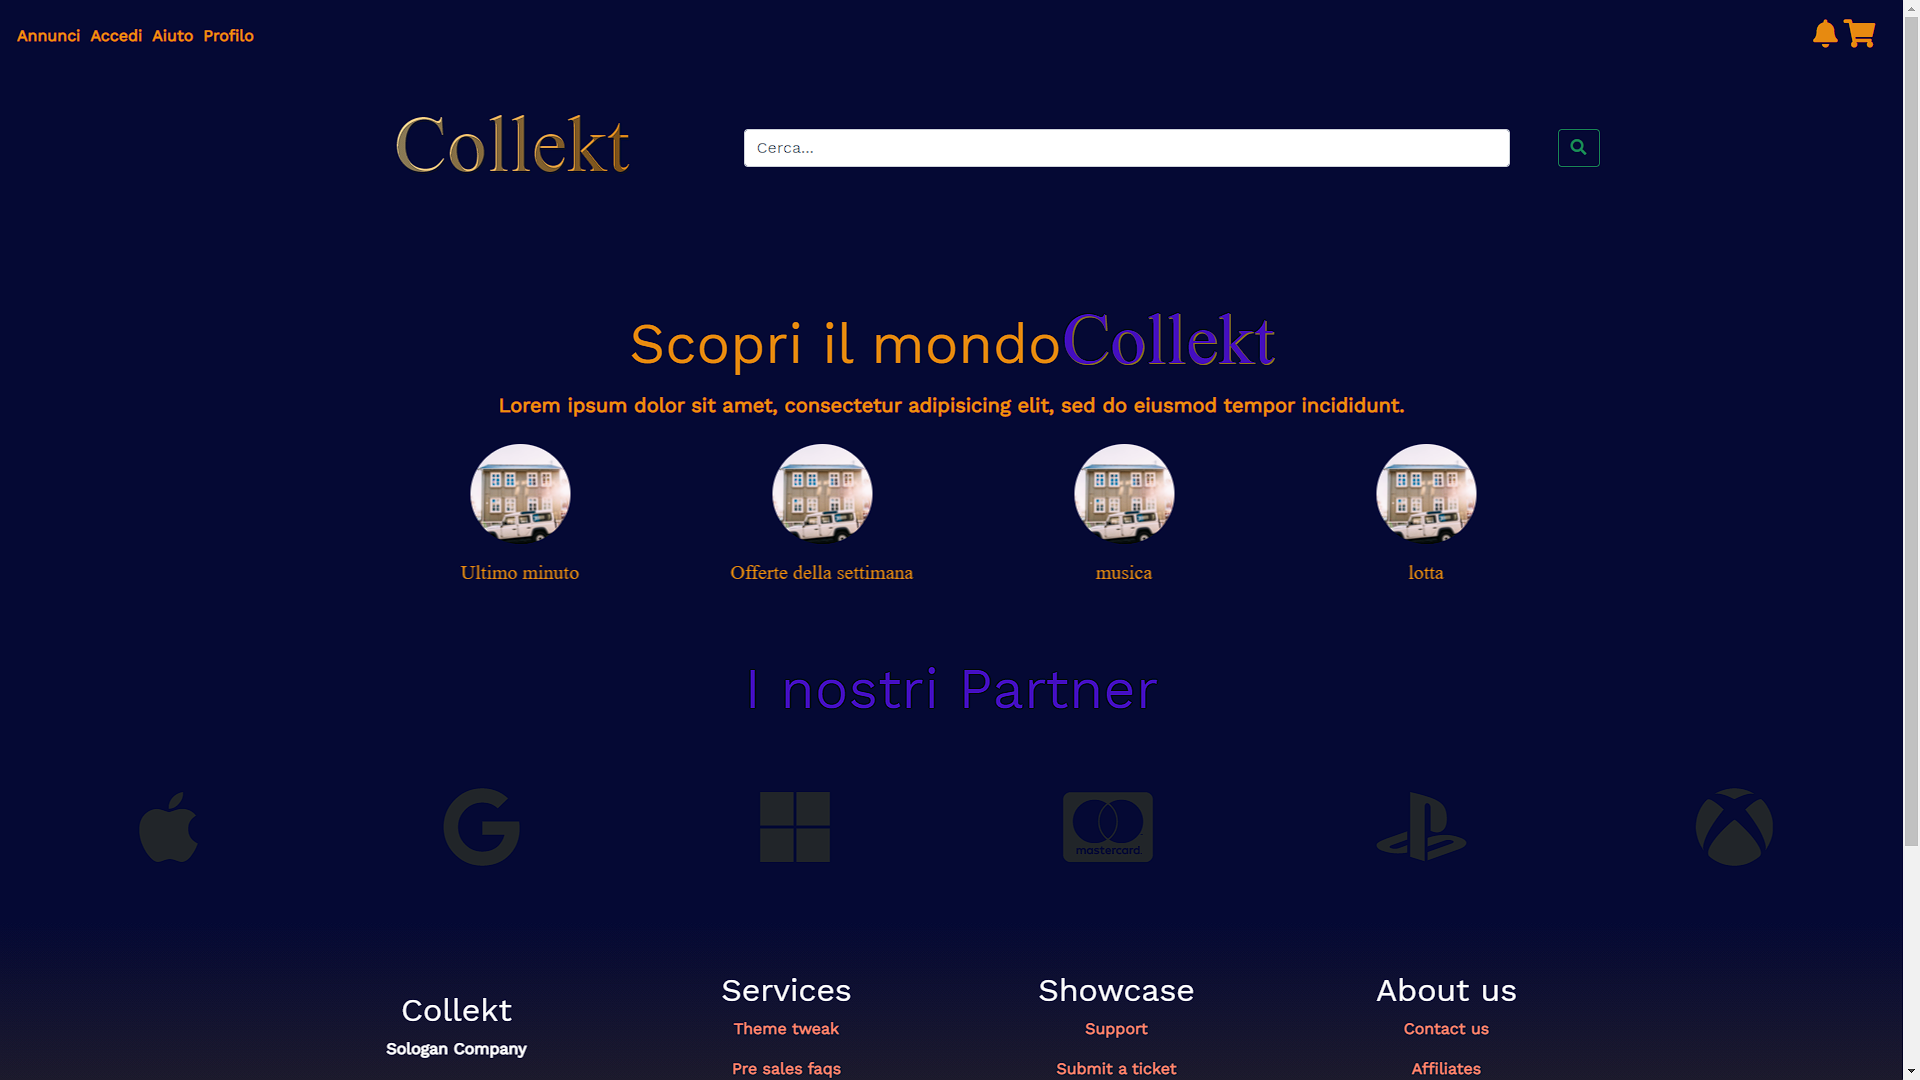 Annunci Accedi Aiuto Profilo
Collekt
Cerca...
Scopri il mondoCollekt
Lorem ipsum dolor sit amet, consectetur adipisicing elit, sed do eiusmod tempor incididunt.
Ultimo minuto
Offerte della settimana
musica
lotta
I nostri Partner
mastercard.
Collekt
Sologan Company
Services
Theme tweak
Pre sales faqs
Showcase
Support
Submit a ticket
About us
Contact us
Affiliates